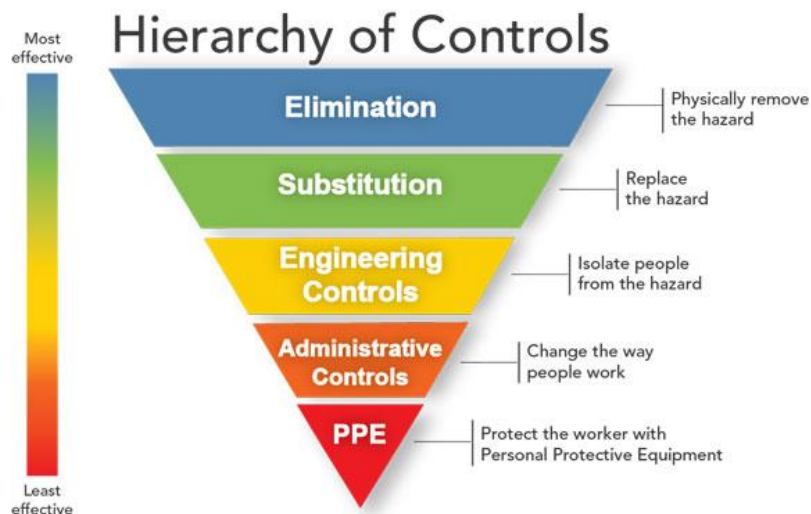 Hierarchy of Controls
Most
effective
Elimination
Physically remove
the hazard
Substitution
Replace
the hazard
Engineering
Controls
Isolate people
from the hazard
Administrative
Controls
Change the way
people work
PPE
Protect the worker with
Personal Protective Equipment
Least
effective